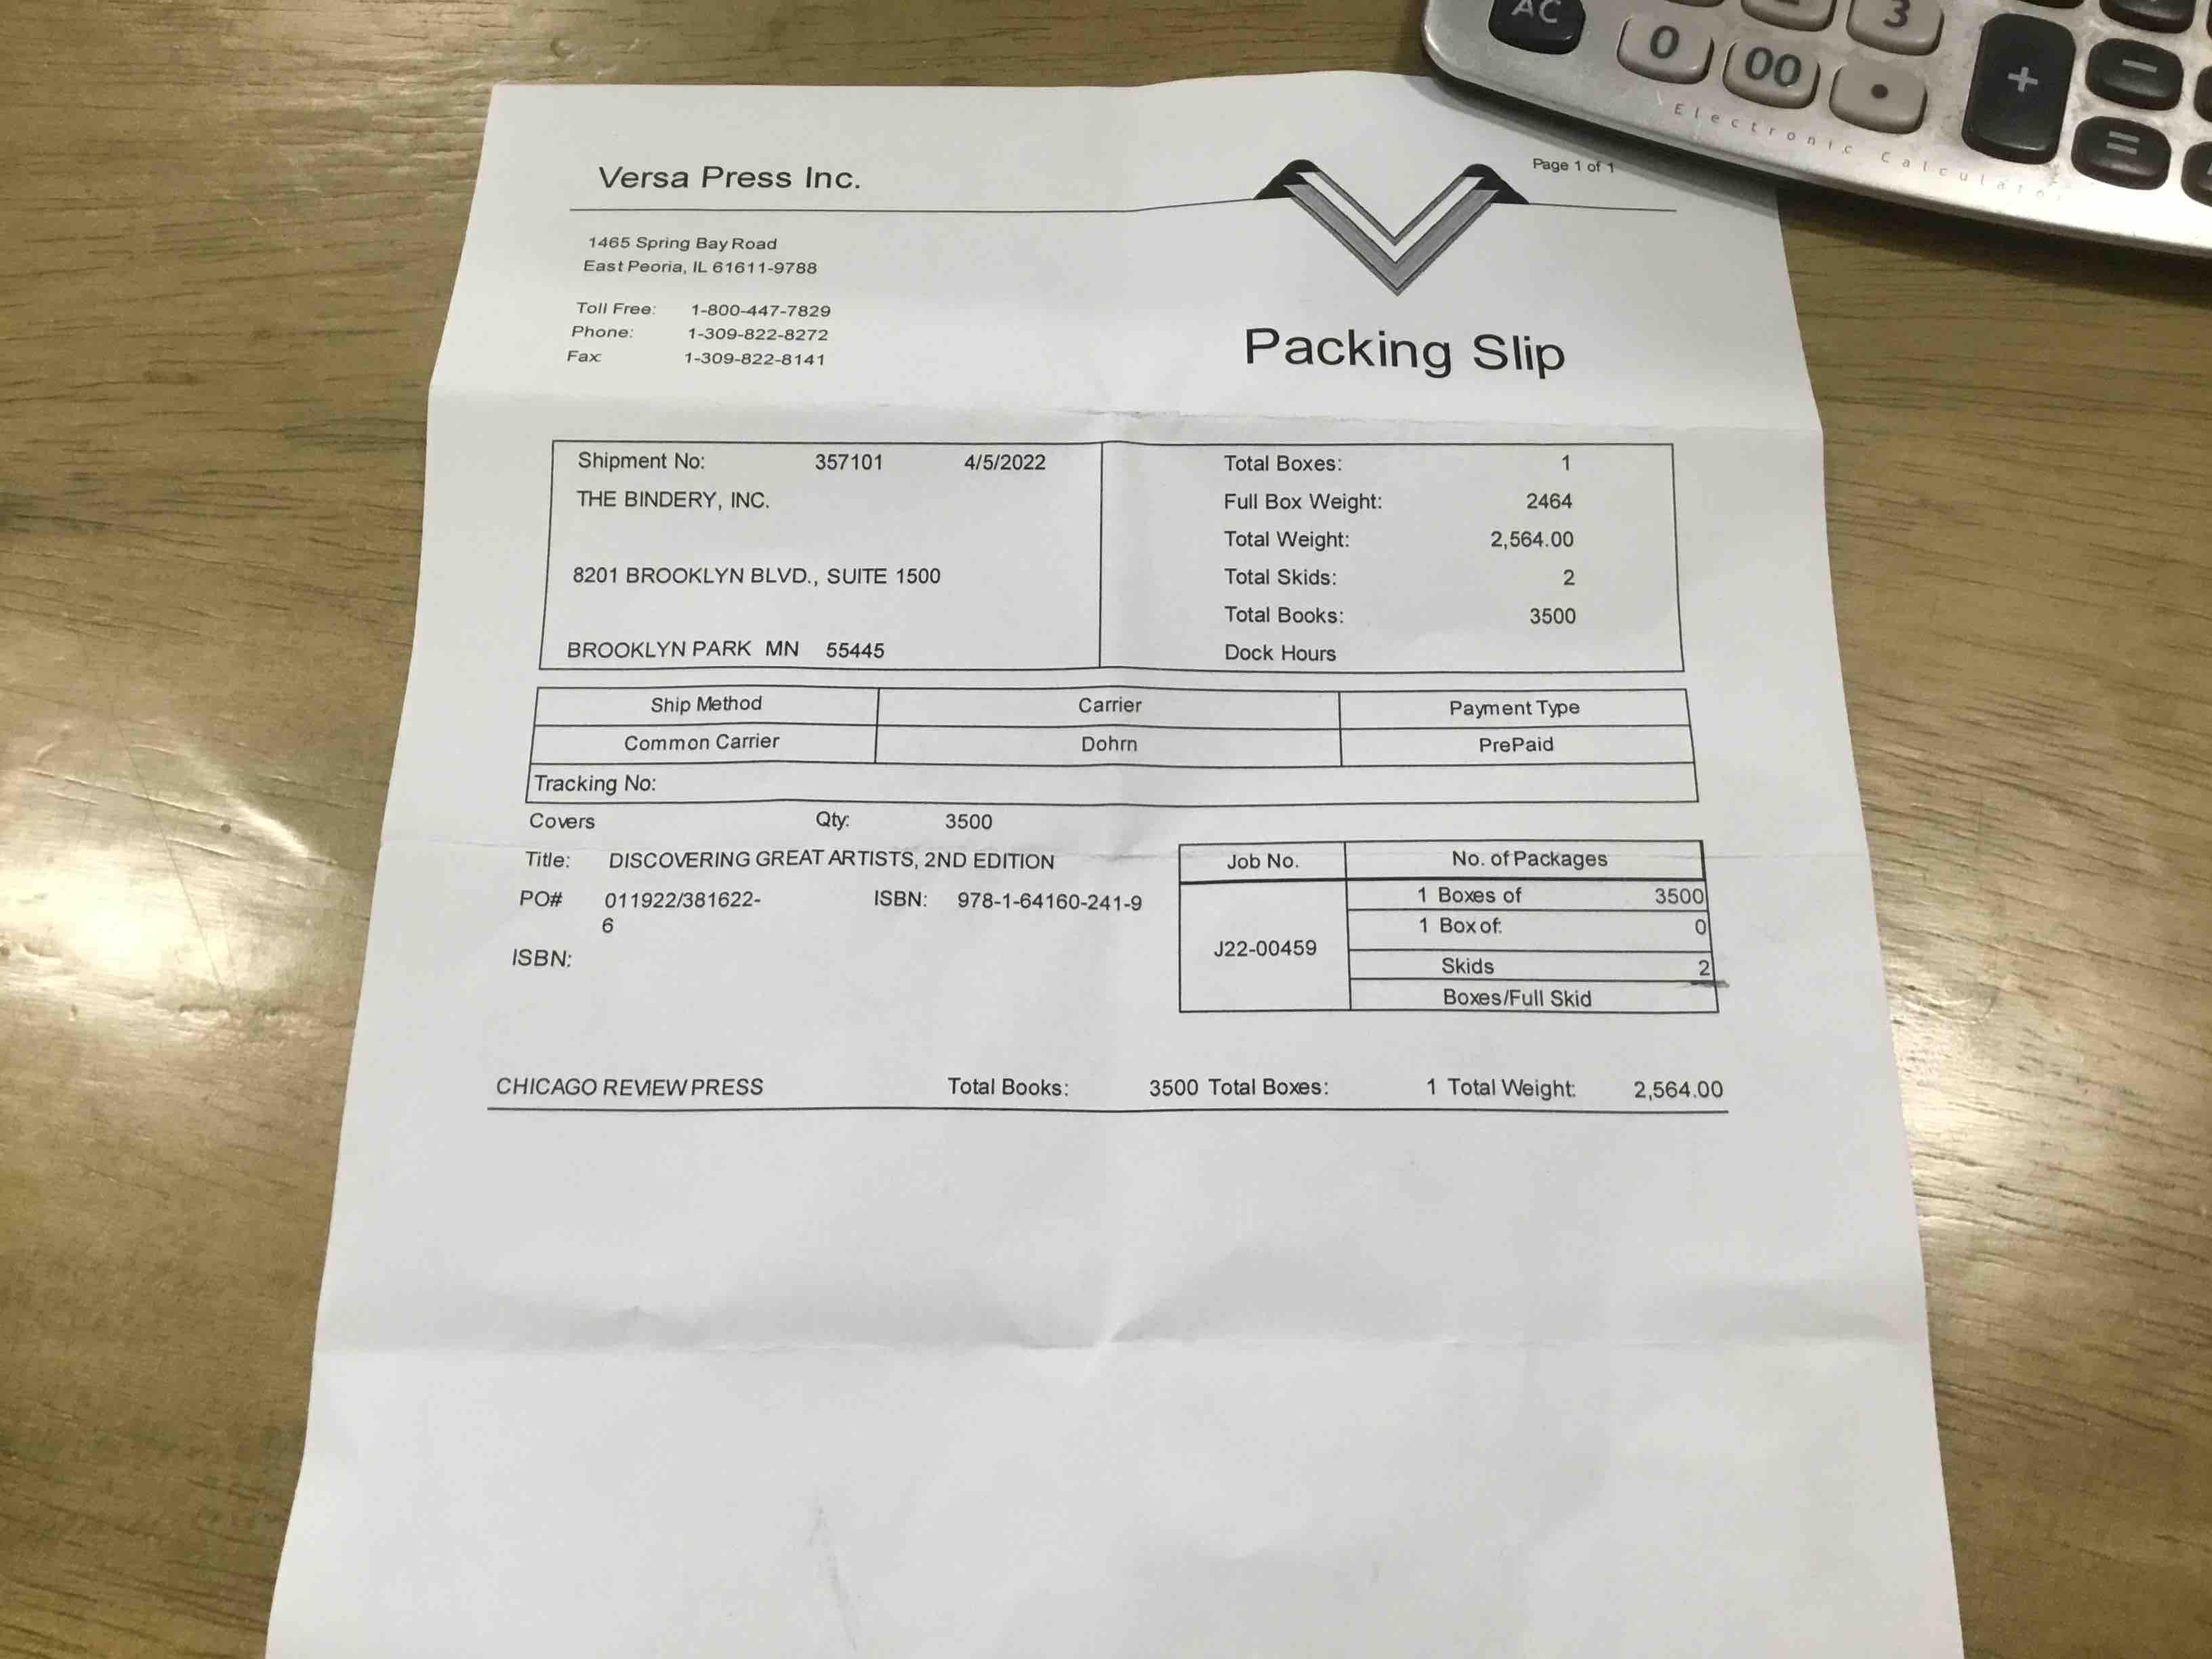 AC
0 00 3 .
+ - =
Electronic Calculator
Page 1 of 1
Versa Press Inc.
1465 Spring Bay Road
East Peoria, IL 61611-9788
Toll Free: 1-800-447-7829
Phone: 1-309-822-8272
Fax: 1-309-822-8141
Packing Slip
Shipment No: 357101 4/5/2022
THE BINDERY, INC.
8201 BROOKLYN BLVD., SUITE 1500
BROOKLYN PARK MN 55445
Total Boxes: 1
Full Box Weight: 2464
Total Weight: 2,564.00
Total Skids: 2
Total Books: 3500
Dock Hours
Ship Method Carrier Payment Type
Common Carrier Dohrn PrePaid
Tracking No:
Covers Qty: 3500
Title: DISCOVERING GREAT ARTISTS, 2ND EDITION
PO# 011922/381622- ISBN: 978-1-64160-241-9
6
ISBN:
Job No. No. of Packages
J22-00459
1 Boxes of 3500
1 Box of: 0
Skids 2
Boxes/Full Skid
CHICAGO REVIEW PRESS Total Books: 3500 Total Boxes: 1 Total Weight: 2,564.00